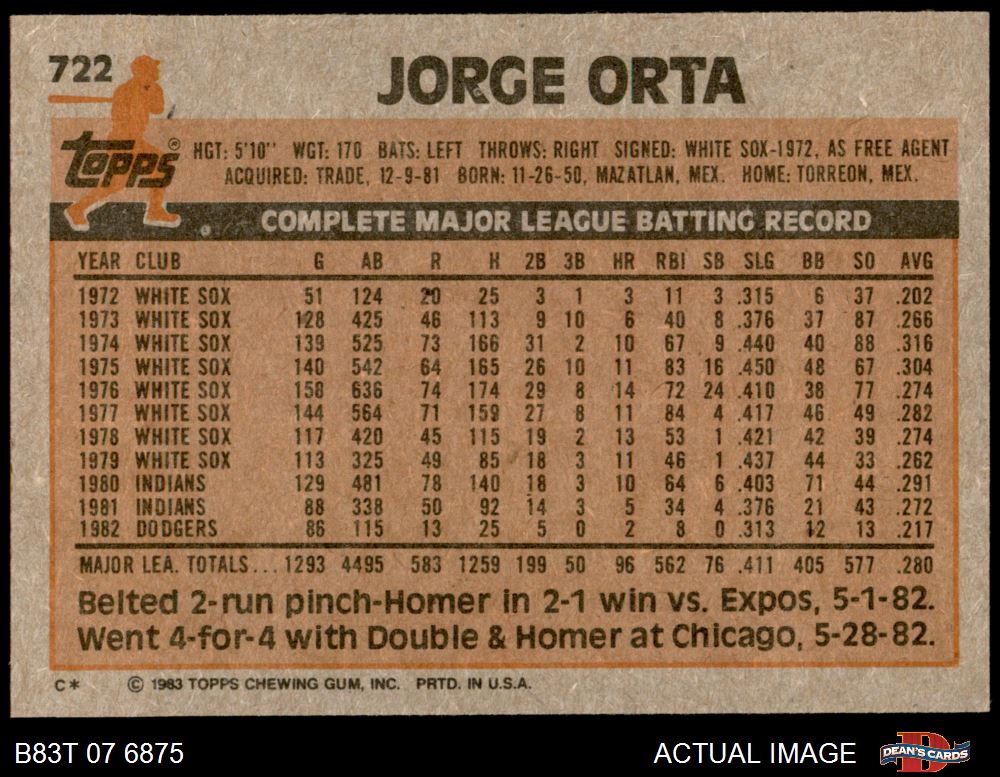 722
JORGE ORTA
topps®
HGT: 5'10" WGT: 170 BATS: LEFT THROWS: RIGHT SIGNED: WHITE SOX-1972, AS FREE AGENT
ACQUIRED: TRADE, 12-9-81 BORN: 11-26-50, MAZATLAN, MEX. HOME: TORREON, MEX.
COMPLETE MAJOR LEAGUE BATTING RECORD
YEAR CLUB G AB R H 2B 3B HR RBI SB SLG BB SO AVG
1972 WHITE SOX 51 124 20 25 3 1 3 11 3 .315 6 37 .202
1973 WHITE SOX 128 425 46 113 9 10 6 40 8 .376 37 87 .266
1974 WHITE SOX 139 525 73 166 31 2 10 67 9 .440 40 88 .316
1975 WHITE SOX 140 542 64 165 26 10 11 83 16 .450 48 67 .304
1976 WHITE SOX 158 636 74 174 29 8 14 72 24 .410 38 77 .274
1977 WHITE SOX 144 564 71 159 27 8 11 84 4 .417 46 49 .282
1978 WHITE SOX 117 420 45 115 19 2 13 53 1 .421 42 39 .274
1979 WHITE SOX 113 325 49 85 18 3 11 46 1 .437 44 33 .262
1980 INDIANS 129 481 78 140 18 3 10 64 6 .403 71 44 .291
1981 INDIANS 88 338 50 92 14 3 5 34 4 .376 21 43 .272
1982 DODGERS 86 115 13 25 5 0 2 8 0 .313 12 13 .217
MAJOR LEA. TOTALS... 1293 4495 583 1259 199 50 96 562 76 .411 405 577 .280
Belted 2-run pinch-Homer in 2-1 win vs. Expos, 5-1-82.
Went 4-for-4 with Double & Homer at Chicago, 5-28-82.
C* © 1983 TOPPS CHEWING GUM, INC. PRTD. IN U.S.A.
B83T 07 6875
ACTUAL IMAGE
DEAN'S CARDS